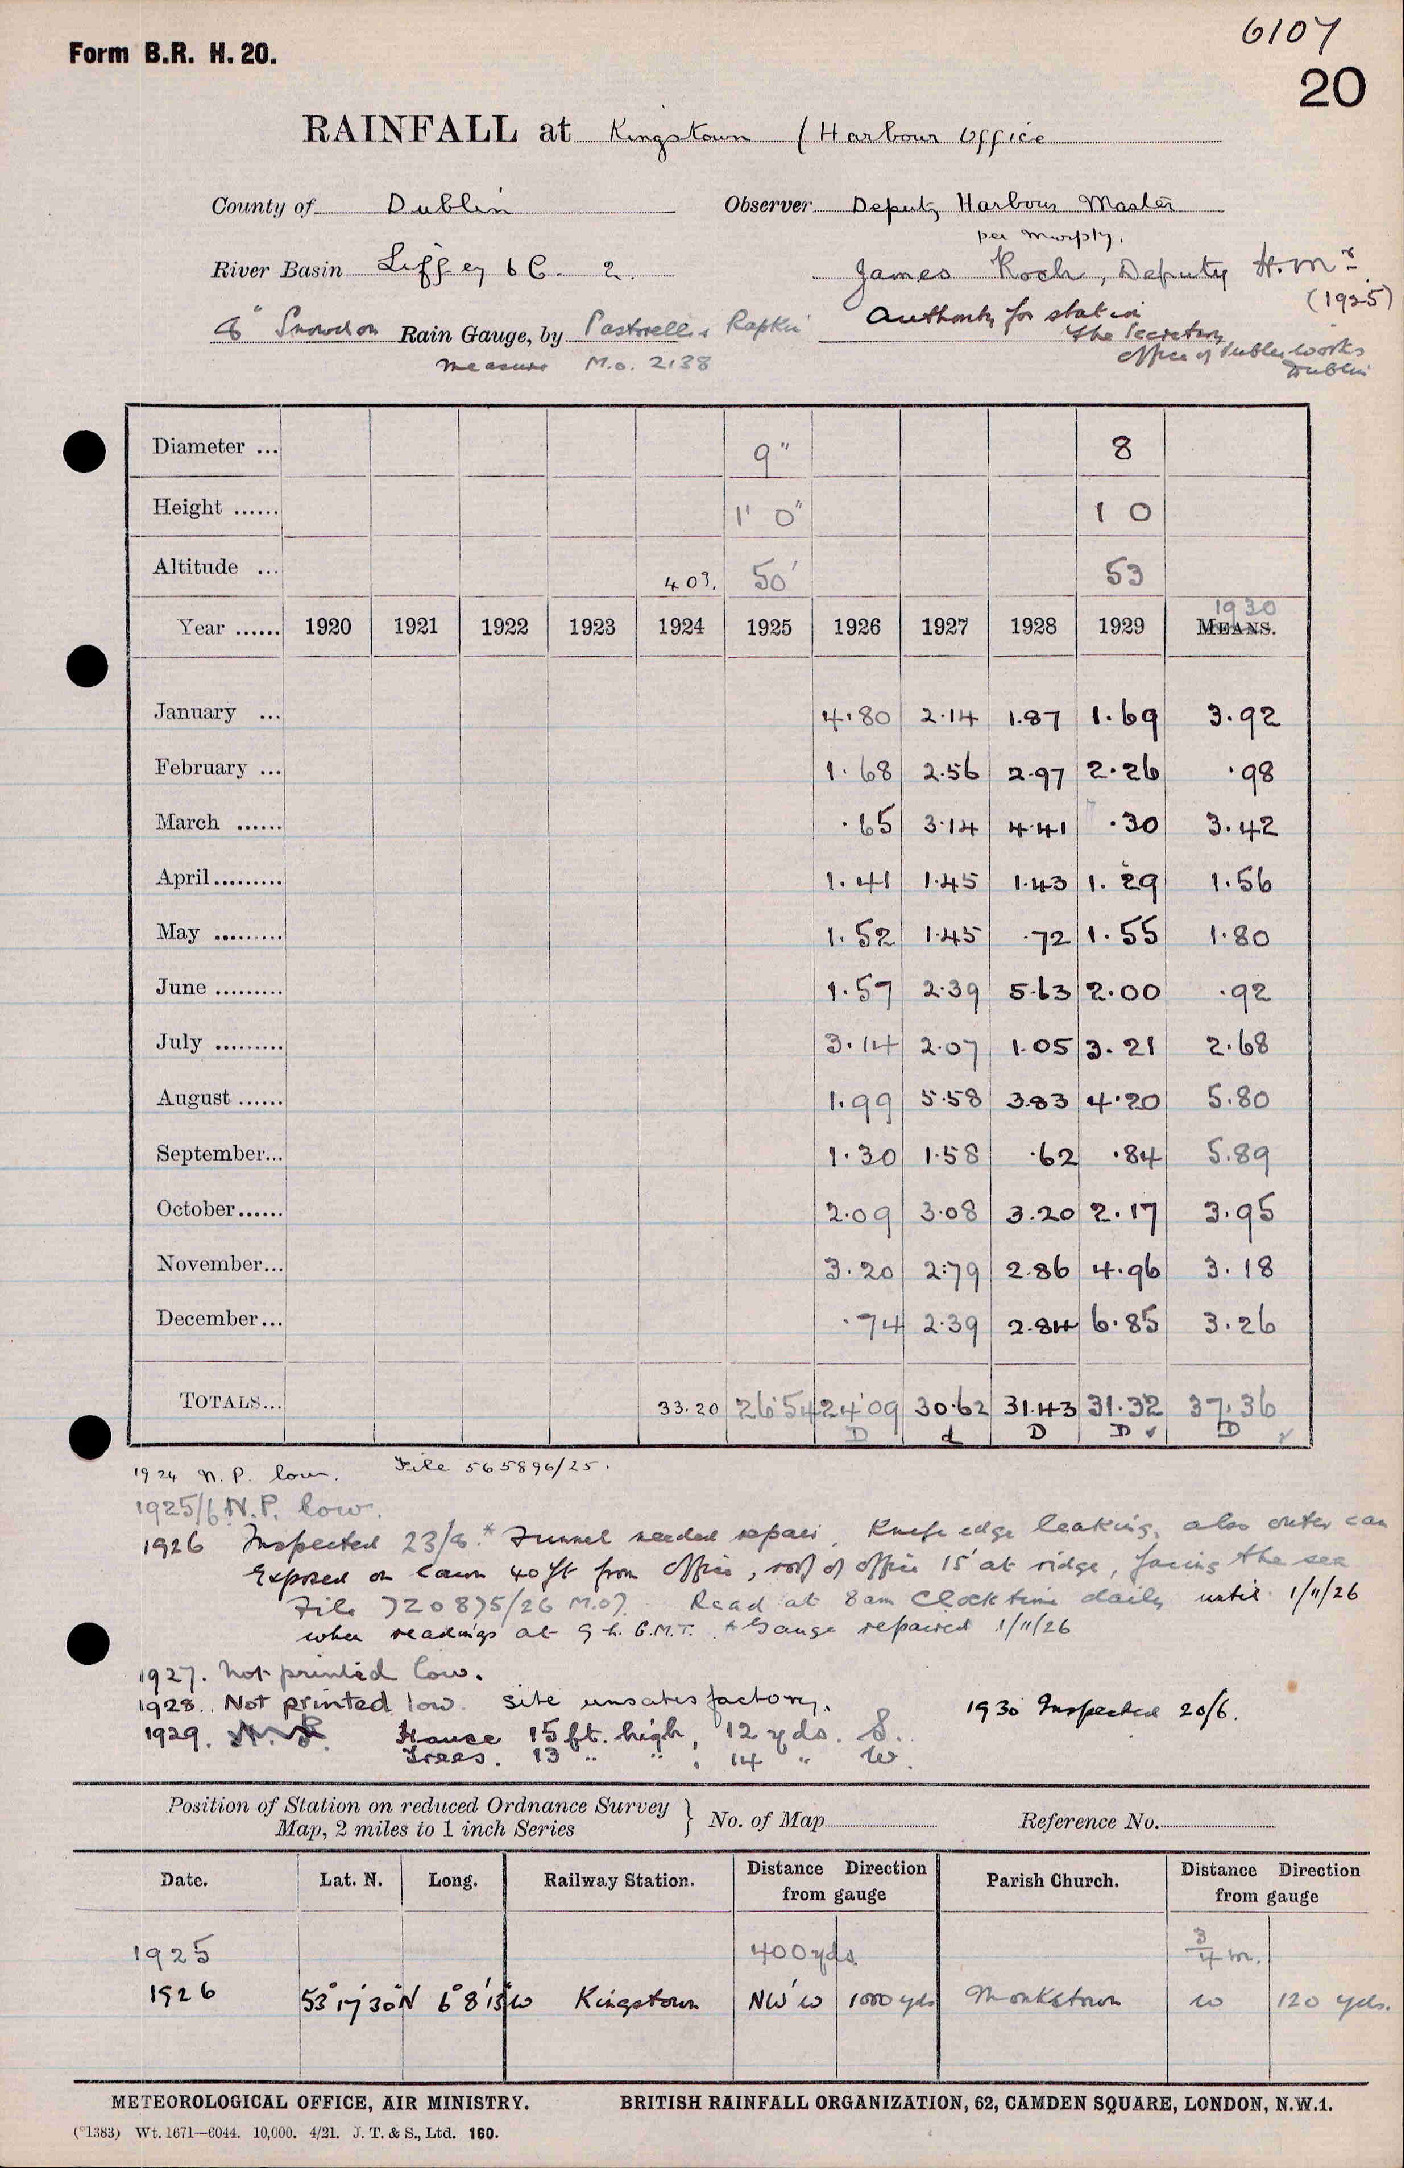 6107
Form B.R. H. 20.
20
RAINFALL at Kingstown (Harbour Office
County of Dublin Observer Deputy Harbour Master
per Murphy.
River Basin Liffey 6 C. 2. James Roch, Deputy H. Mr
(1925)
8" Snowdon Rain Gauge, by Pastorelli & Rapkin Authority for station
The Secretary
measure M.O. 2138 Office of Public Works
Dublin
Diameter ... 9" 8
Height ...... 1' 0" 1 0
Altitude ... 403. 50' 53
1930
Year ...... 1920 1921 1922 1923 1924 1925 1926 1927 1928 1929 MEANS.
January ... 4.80 2.14 1.87 1.69 3.92
February ... 1.68 2.56 2.97 2.26 .98
March ...... .65 3.14 4.41 .30 3.42
April......... 1.41 1.45 1.43 1.29 1.56
May ......... 1.52 1.45 .72 1.55 1.80
June ......... 1.57 2.39 5.63 2.00 .92
July ......... 3.14 2.07 1.05 3.21 2.68
August ...... 1.99 5.58 3.83 4.20 5.80
September... 1.30 1.58 .62 .84 5.89
October...... 2.09 3.08 3.20 2.17 3.95
November... 3.20 2.79 2.86 4.96 3.18
December... .74 2.39 2.84 6.85 3.26
TOTALS... 33.20 26.54 24.09 30.62 31.43 31.32 37.36
D d D D D
1924 N.P. low. File 565896/25.
1925/6 N.P. low.
1926 Inspected 23/8.* Funnel needed repair Knife edge leaking, also outer can
Exposed on lawn 40ft from office, roof of office 15' at ridge, facing the sea
File 720875/26 M.O.7. Read at 8am Clock time daily until 1/11/26
when readings at 9h. G.M.T. * Gauge repaired 1/11/26
1927. Not printed low.
1928. Not printed low. site unsatisfactory. 1930 Inspected 20/6.
1929. N.P. House 15 ft. high, 12 yds. S.
Trees. 13 " " , 14 " W.
Position of Station on reduced Ordnance Survey
Map, 2 miles to 1 inch Series } No. of Map Reference No.
Date. Lat. N. Long. Railway Station. Distance Direction from gauge Parish Church. Distance Direction from gauge
1925 400yds 3/4 m.
1926 53° 17' 30" N 6° 8' 15" W Kingstown NW'W 1000 yds Monkstown W 120 yds.
METEOROLOGICAL OFFICE, AIR MINISTRY. BRITISH RAINFALL ORGANIZATION, 62, CAMDEN SQUARE, LONDON, N.W.1.
(*1383) Wt. 1671—6044. 10,000. 4/21. J. T. & S., Ltd. 160.